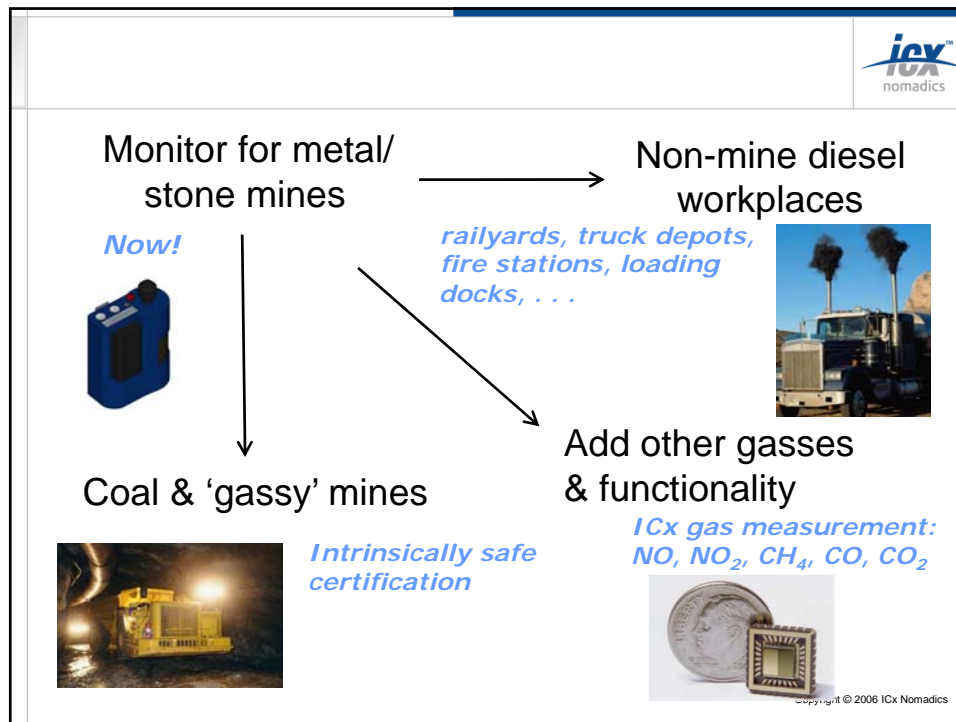 icx™
nomadics
Monitor for metal/
stone mines
Non-mine diesel
workplaces
Now!
railyards, truck depots,
fire stations, loading
docks, . . .
Add other gasses
& functionality
Coal & ‘gassy’ mines
Intrinsically safe
certification
ICx gas measurement:
NO, NO₂, CH₄, CO, CO₂
LIBERTY
Copyright © 2006 ICx Nomadics